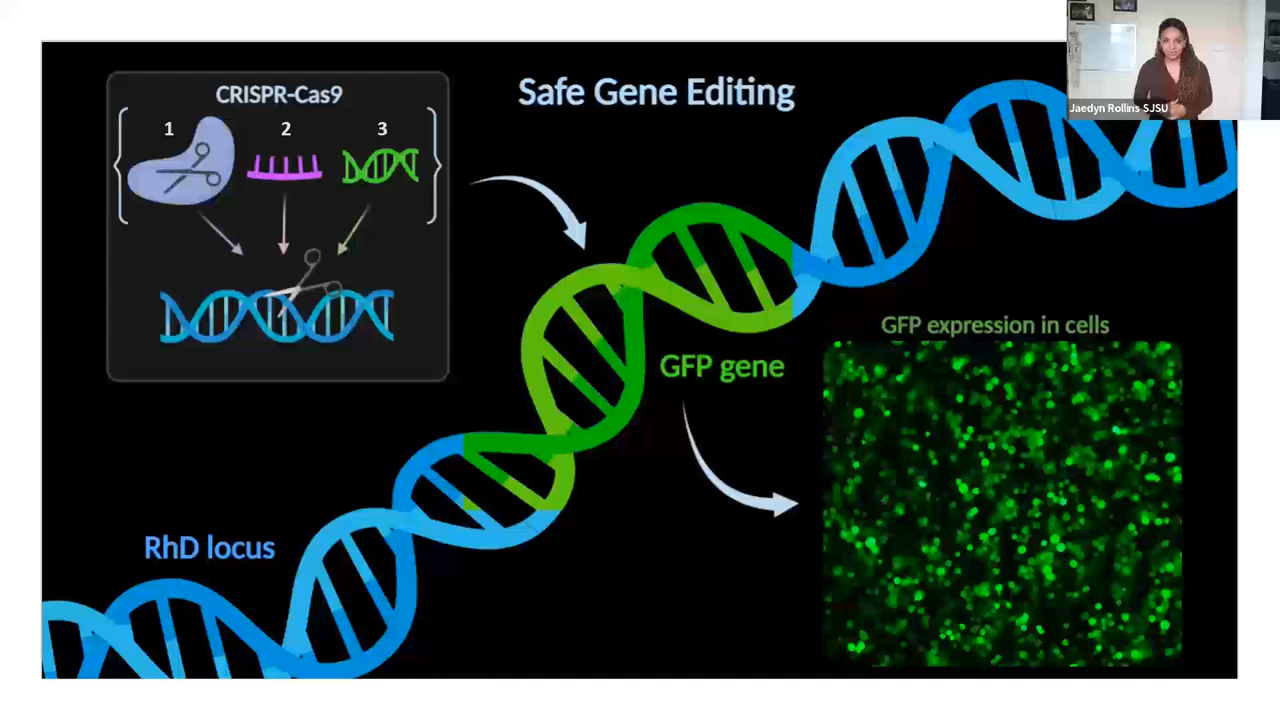 CRISPR-Cas9
1 2 3
Safe Gene Editing
Jaedyn Rollins SJSU
GFP expression in cells
GFP gene
RhD locus